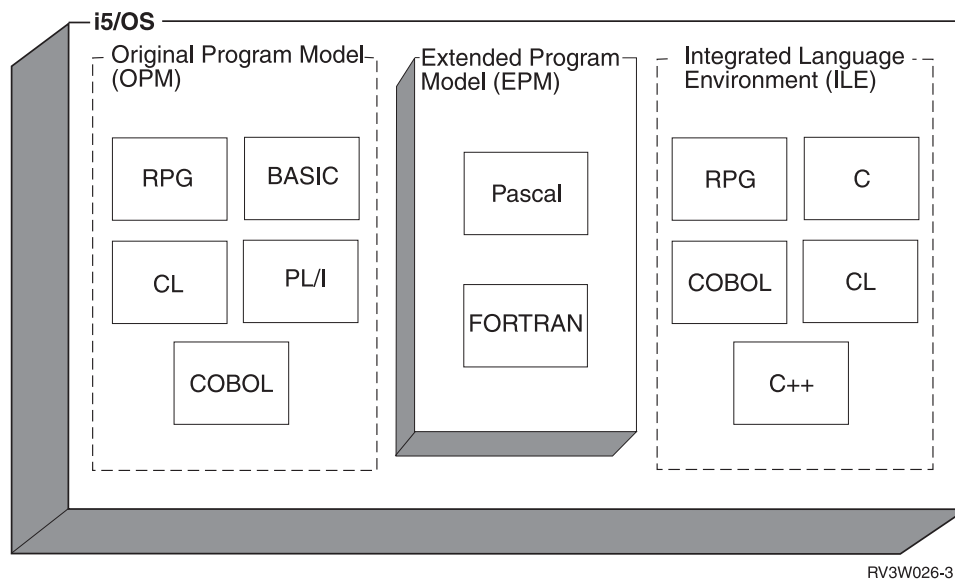 i5/OS
Original Program Model
(OPM)
RPG
BASIC
CL
PL/I
COBOL
Extended Program
Model (EPM)
Pascal
FORTRAN
Integrated Language
Environment (ILE)
RPG
C
COBOL
CL
C++
RV3W026-3